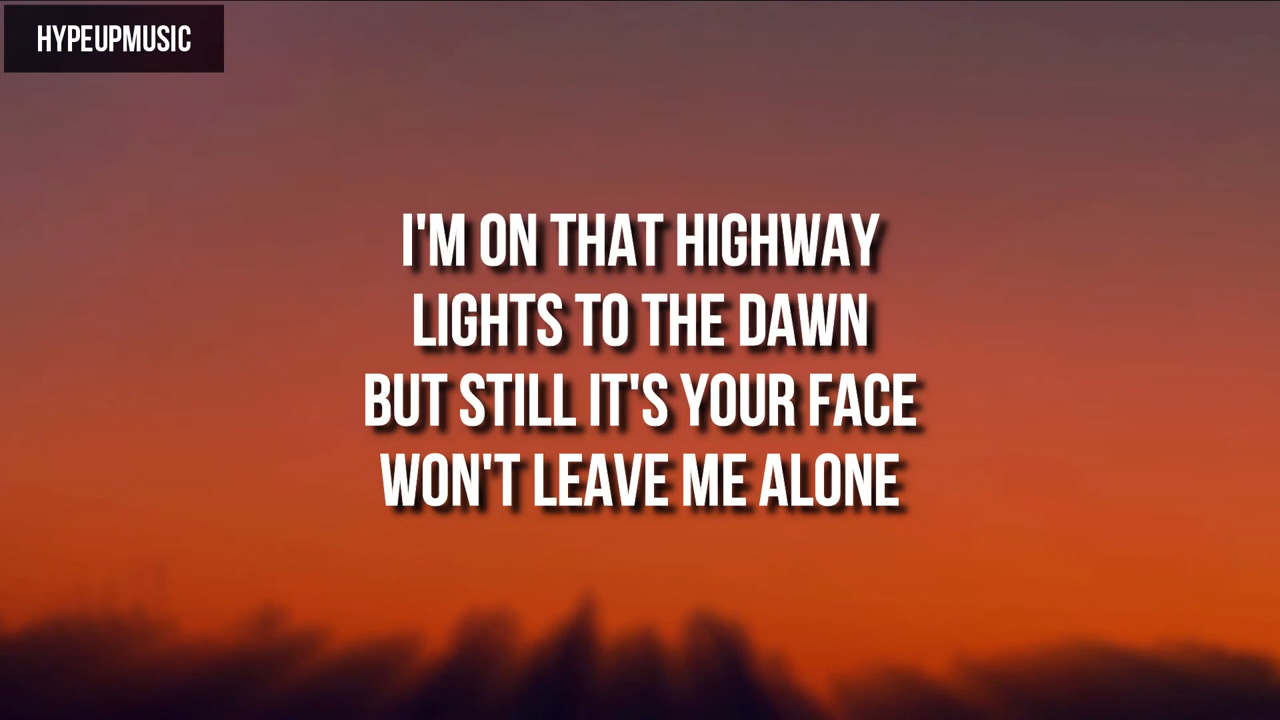 HYPEUPMUSIC
I'M ON THAT HIGHWAY
LIGHTS TO THE DAWN
BUT STILL IT'S YOUR FACE
WON'T LEAVE ME ALONE